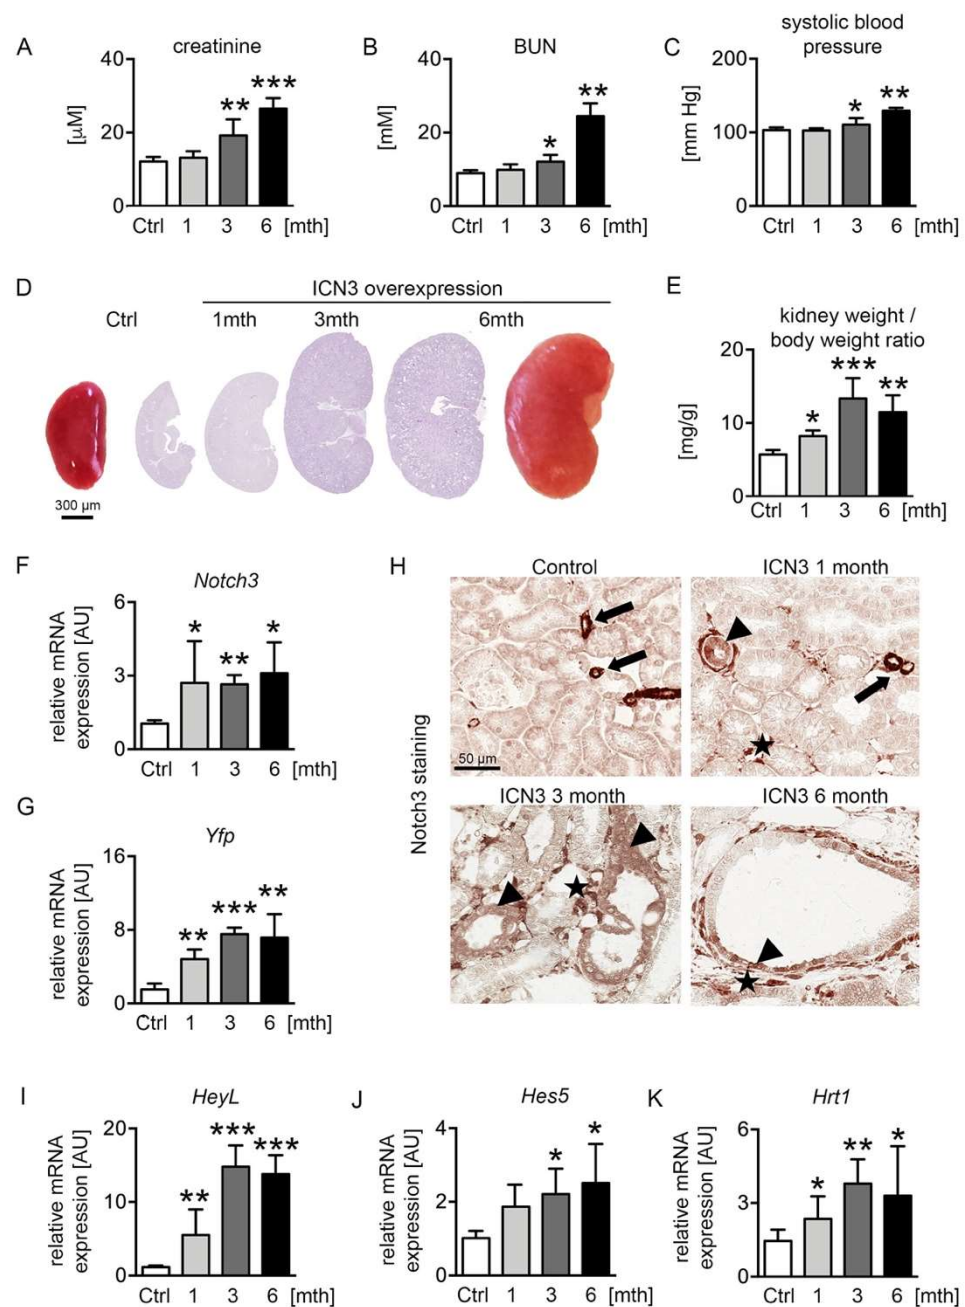 A
creatinine
[µM]
40
20
0
**
***
Ctrl 1 3 6 [mth]
B
BUN
[mM]
40
20
0
*
**
Ctrl 1 3 6 [mth]
C
systolic blood
pressure
[mm Hg]
200
100
0
*
**
Ctrl 1 3 6 [mth]
D
ICN3 overexpression
Ctrl 1mth 3mth 6mth
300 µm
E
kidney weight /
body weight ratio
[mg/g]
20
10
0
*
***
**
Ctrl 1 3 6 [mth]
F
Notch3
relative mRNA
expression [AU]
6
3
0
*
**
*
Ctrl 1 3 6 [mth]
G
Yfp
relative mRNA
expression [AU]
16
8
0
**
***
**
Ctrl 1 3 6 [mth]
H
Notch3 staining
Control
ICN3 1 month
50 µm
ICN3 3 month
ICN3 6 month
I
HeyL
relative mRNA
expression [AU]
20
10
0
**
***
***
Ctrl 1 3 6 [mth]
J
Hes5
relative mRNA
expression [AU]
4
2
0
*
*
Ctrl 1 3 6 [mth]
K
Hrt1
relative mRNA
expression [AU]
6
3
0
*
**
*
Ctrl 1 3 6 [mth]